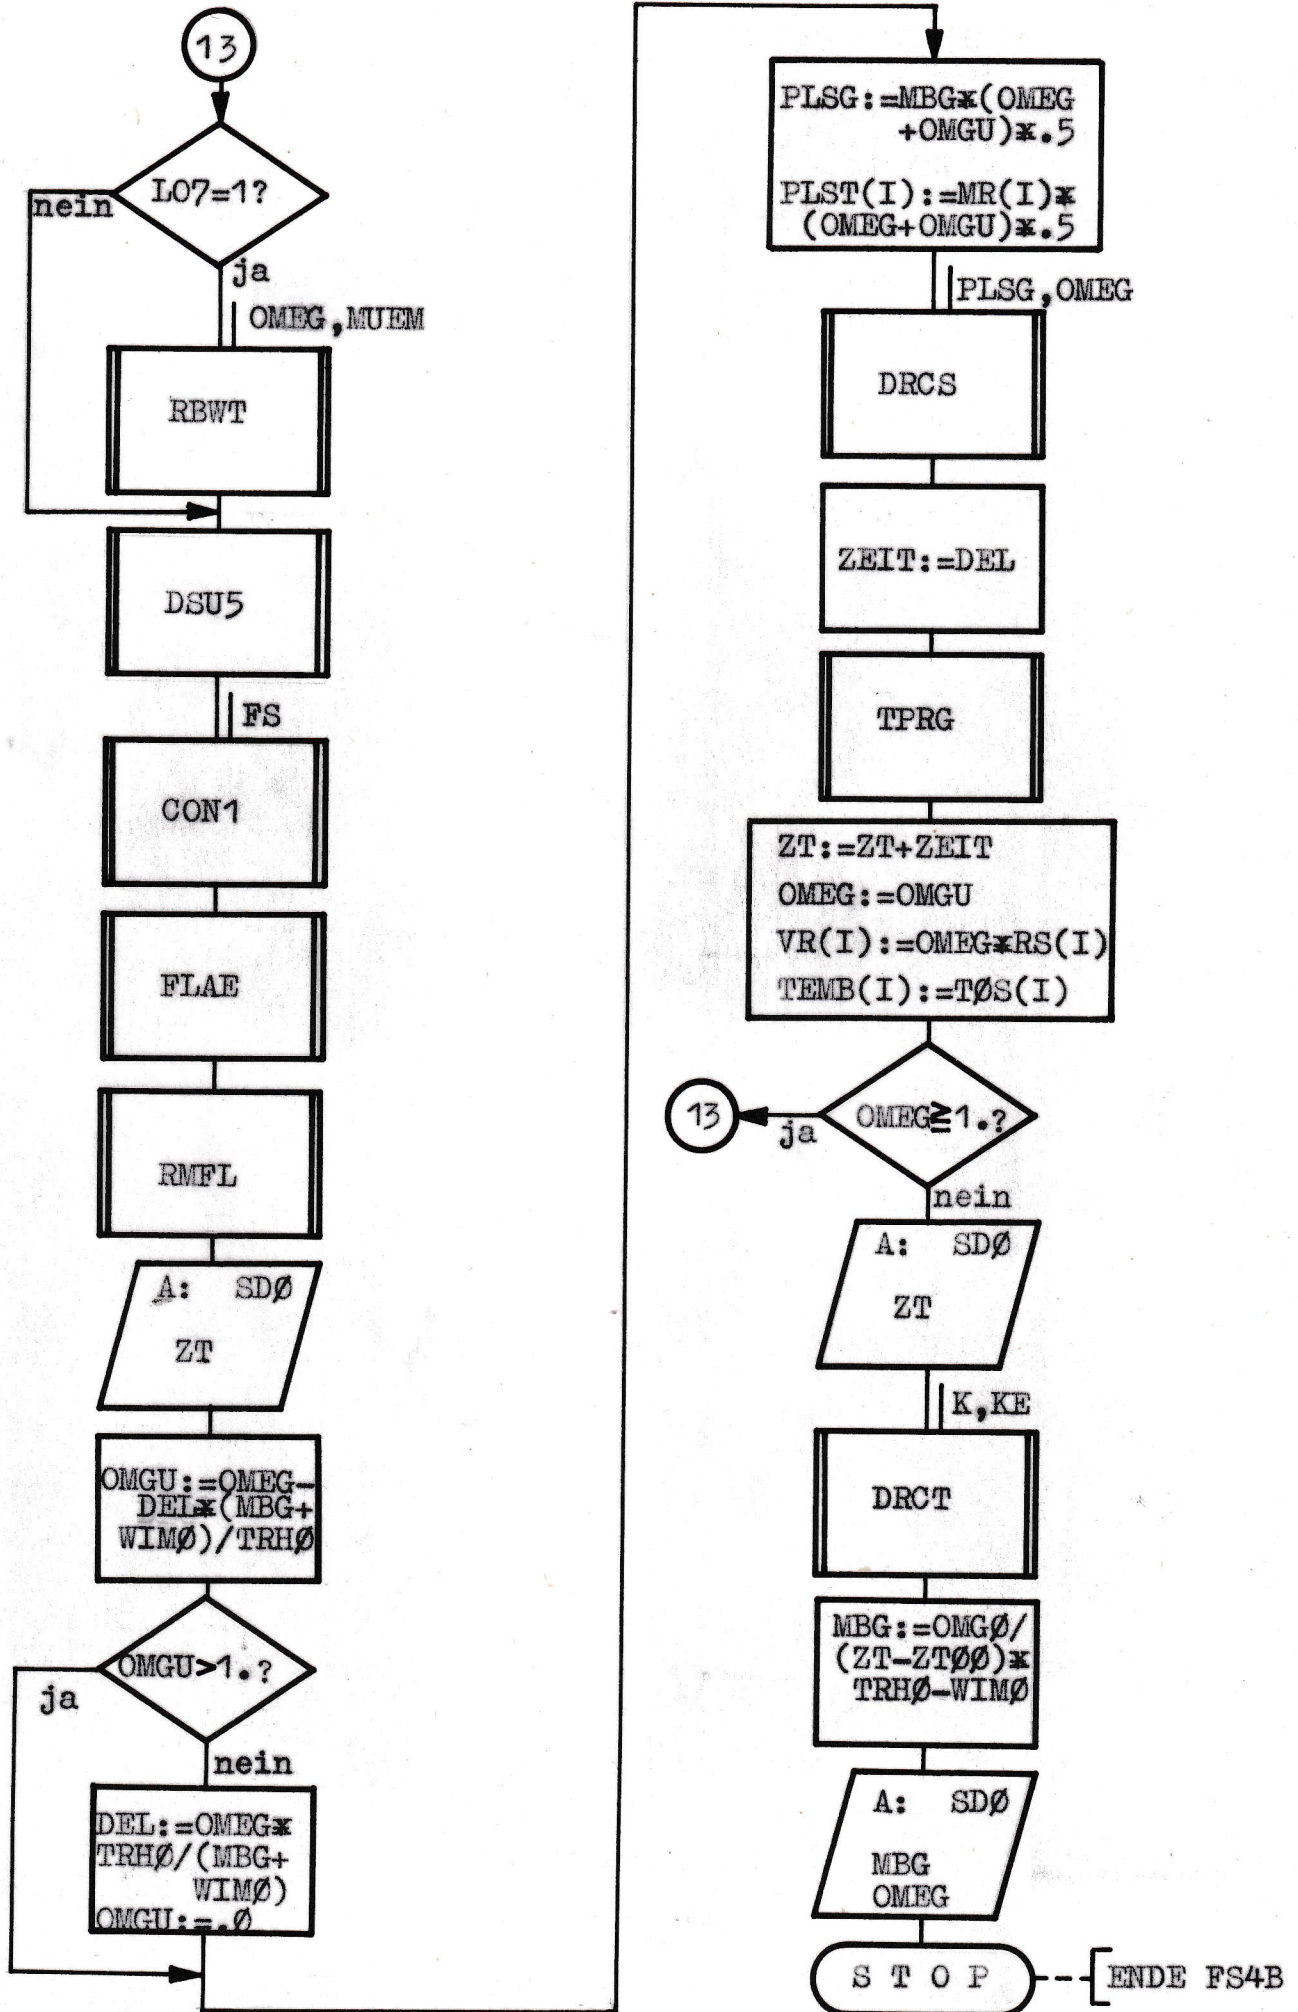 13
LO7=1?
nein
ja
OMEG,MUEM
RBWT
DSU5
FS
CON1
FLAE
RMFL
A: SDØ
ZT
OMGU:=OMEG-
DEL*(MBG+
WIMØ)/TRHØ
OMGU>1.?
ja
nein
DEL:=OMEG*
TRHØ/(MBG+
WIMØ)
OMGU:=.Ø
PLSG:=MBG*(OMEG
+OMGU)*.5
PLST(I):=MR(I)*
(OMEG+OMGU)*.5
PLSG,OMEG
DRCS
ZEIT:=DEL
TPRG
ZT:=ZT+ZEIT
OMEG:=OMGU
VR(I):=OMEG*RS(I)
TEMB(I):=TØS(I)
OMEG≧1.?
13
ja
nein
A: SDØ
ZT
K,KE
DRCT
MBG:=OMGØ/
(ZT-ZTØØ)*
TRHØ-WIMØ
A: SDØ
MBG
OMEG
S T O P
ENDE FS4B